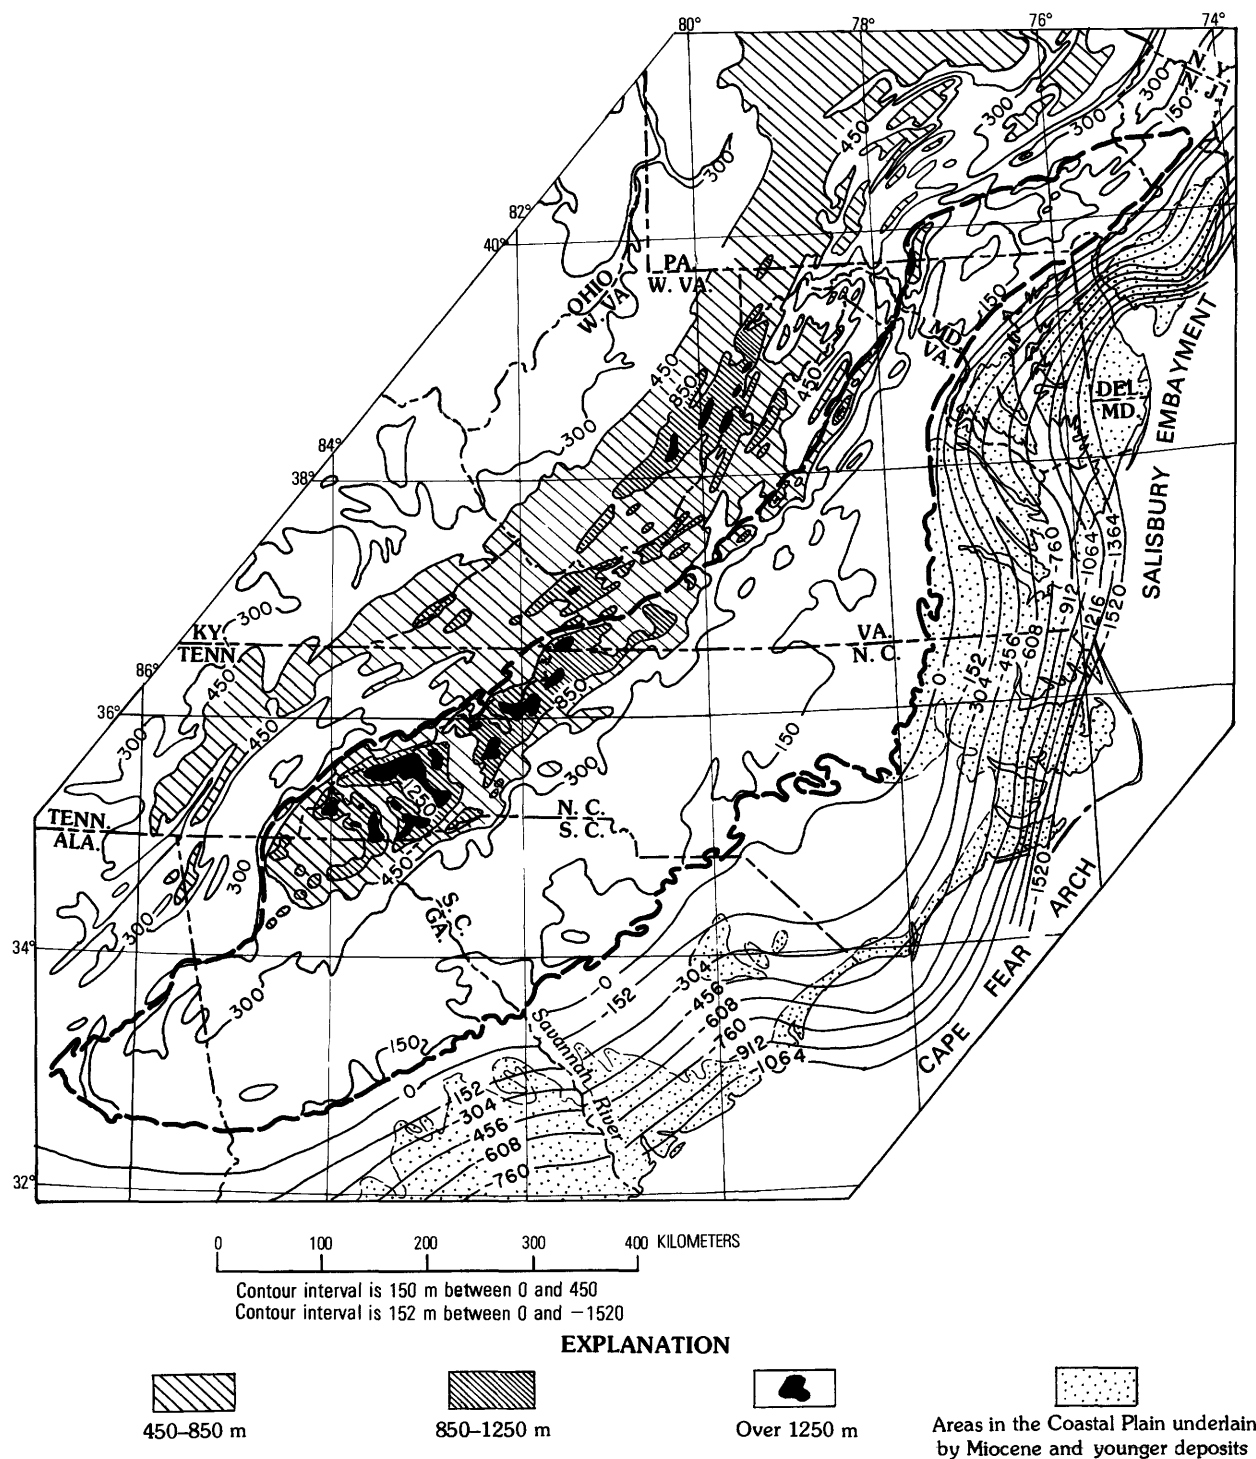 80°
78°
76°
74°
N. Y.
N. J.
300
150
300
300
450
300
82°
40°
PA.
W. VA.
OHIO
W. VA.
150
MD.
VA.
DEL.
MD.
SALISBURY EMBAYMENT
450
850
450
300
84°
38°
-760
-1064
-1364
-912
-1216
-1520
300
KY.
TENN.
VA.
N. C.
0
-152
-304
-456
-608
86°
450
850
36°
300
450
150
300
1250
TENN.
ALA.
N. C.
S. C.
300
450
S. C.
GA.
-1520
CAPE FEAR ARCH
300
34°
300
0
-152
-304
-456
-608
-760
-912
-1064
150
Savannah River
0
-152
-304
-456
-608
-760
32°
0 100 200 300 400 KILOMETERS
Contour interval is 150 m between 0 and 450
Contour interval is 152 m between 0 and −1520
EXPLANATION
450–850 m
850–1250 m
Over 1250 m
Areas in the Coastal Plain underlain
by Miocene and younger deposits